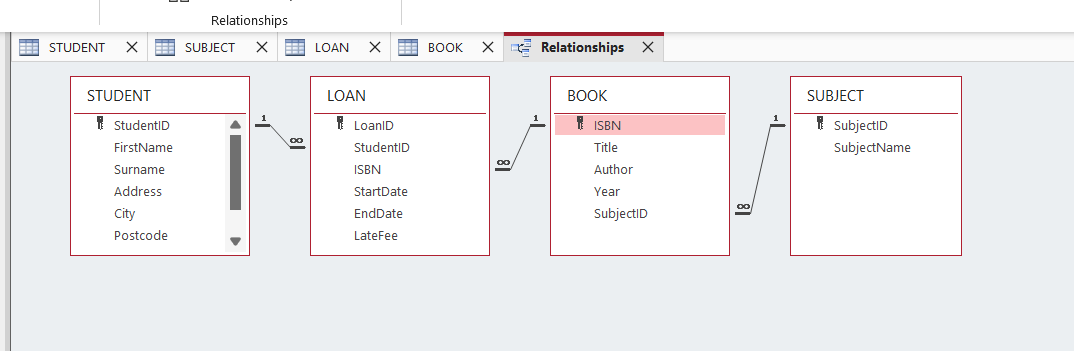 Relationships
STUDENT
SUBJECT
LOAN
BOOK
Relationships
STUDENT
StudentID
FirstName
Surname
Address
City
Postcode
1
∞
LOAN
LoanID
StudentID
ISBN
StartDate
EndDate
LateFee
1
∞
BOOK
ISBN
Title
Author
Year
SubjectID
1
∞
SUBJECT
SubjectID
SubjectName